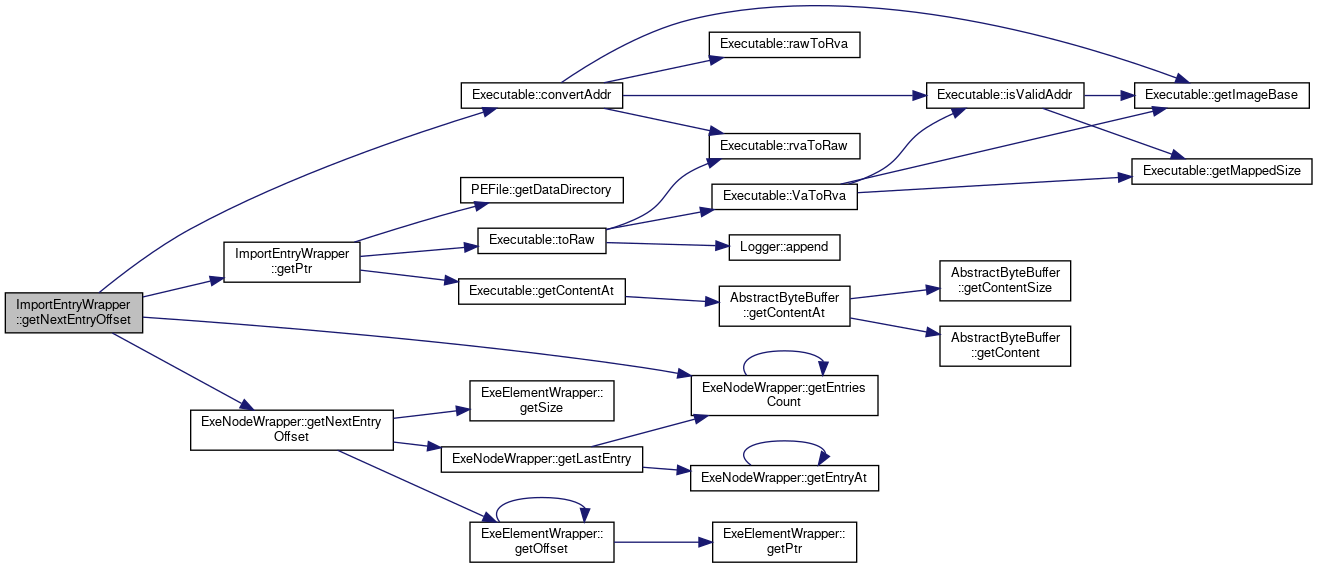 ImportEntryWrapper
::getNextEntryOffset
Executable::convertAddr
Executable::rawToRva
Executable::isValidAddr
Executable::getImageBase
Executable::rvaToRaw
Executable::getMappedSize
PEFile::getDataDirectory
Executable::VaToRva
ImportEntryWrapper
::getPtr
Executable::toRaw
Logger::append
Executable::getContentAt
AbstractByteBuffer
::getContentAt
AbstractByteBuffer
::getContentSize
AbstractByteBuffer
::getContent
ExeNodeWrapper::getEntries
Count
ExeNodeWrapper::getNextEntry
Offset
ExeElementWrapper::
getSize
ExeNodeWrapper::getLastEntry
ExeNodeWrapper::getEntryAt
ExeElementWrapper::
getOffset
ExeElementWrapper::
getPtr